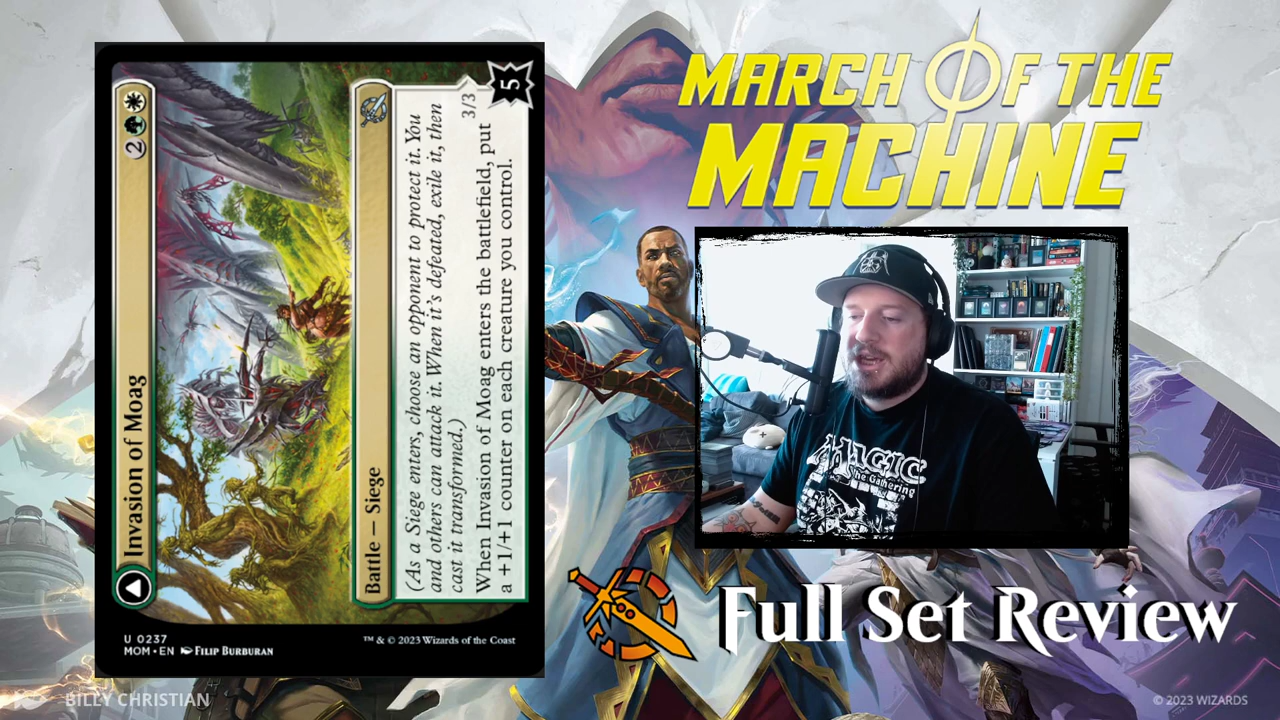 Invasion of Moag
2
Battle — Siege
5
(As a Siege enters, choose an opponent to protect it. You
and others can attack it. When it's defeated, exile it, then
cast it transformed.)
3/3
When Invasion of Moag enters the battlefield, put
a +1/+1 counter on each creature you control.
U 0237
MOM • EN FILIP BURBURAN
™ & © 2023 Wizards of the Coast
MARCH OF THE
MACHINE
MAGIC
The Gathering
Full Set Review
BILLY CHRISTIAN
© 2023 WIZARDS